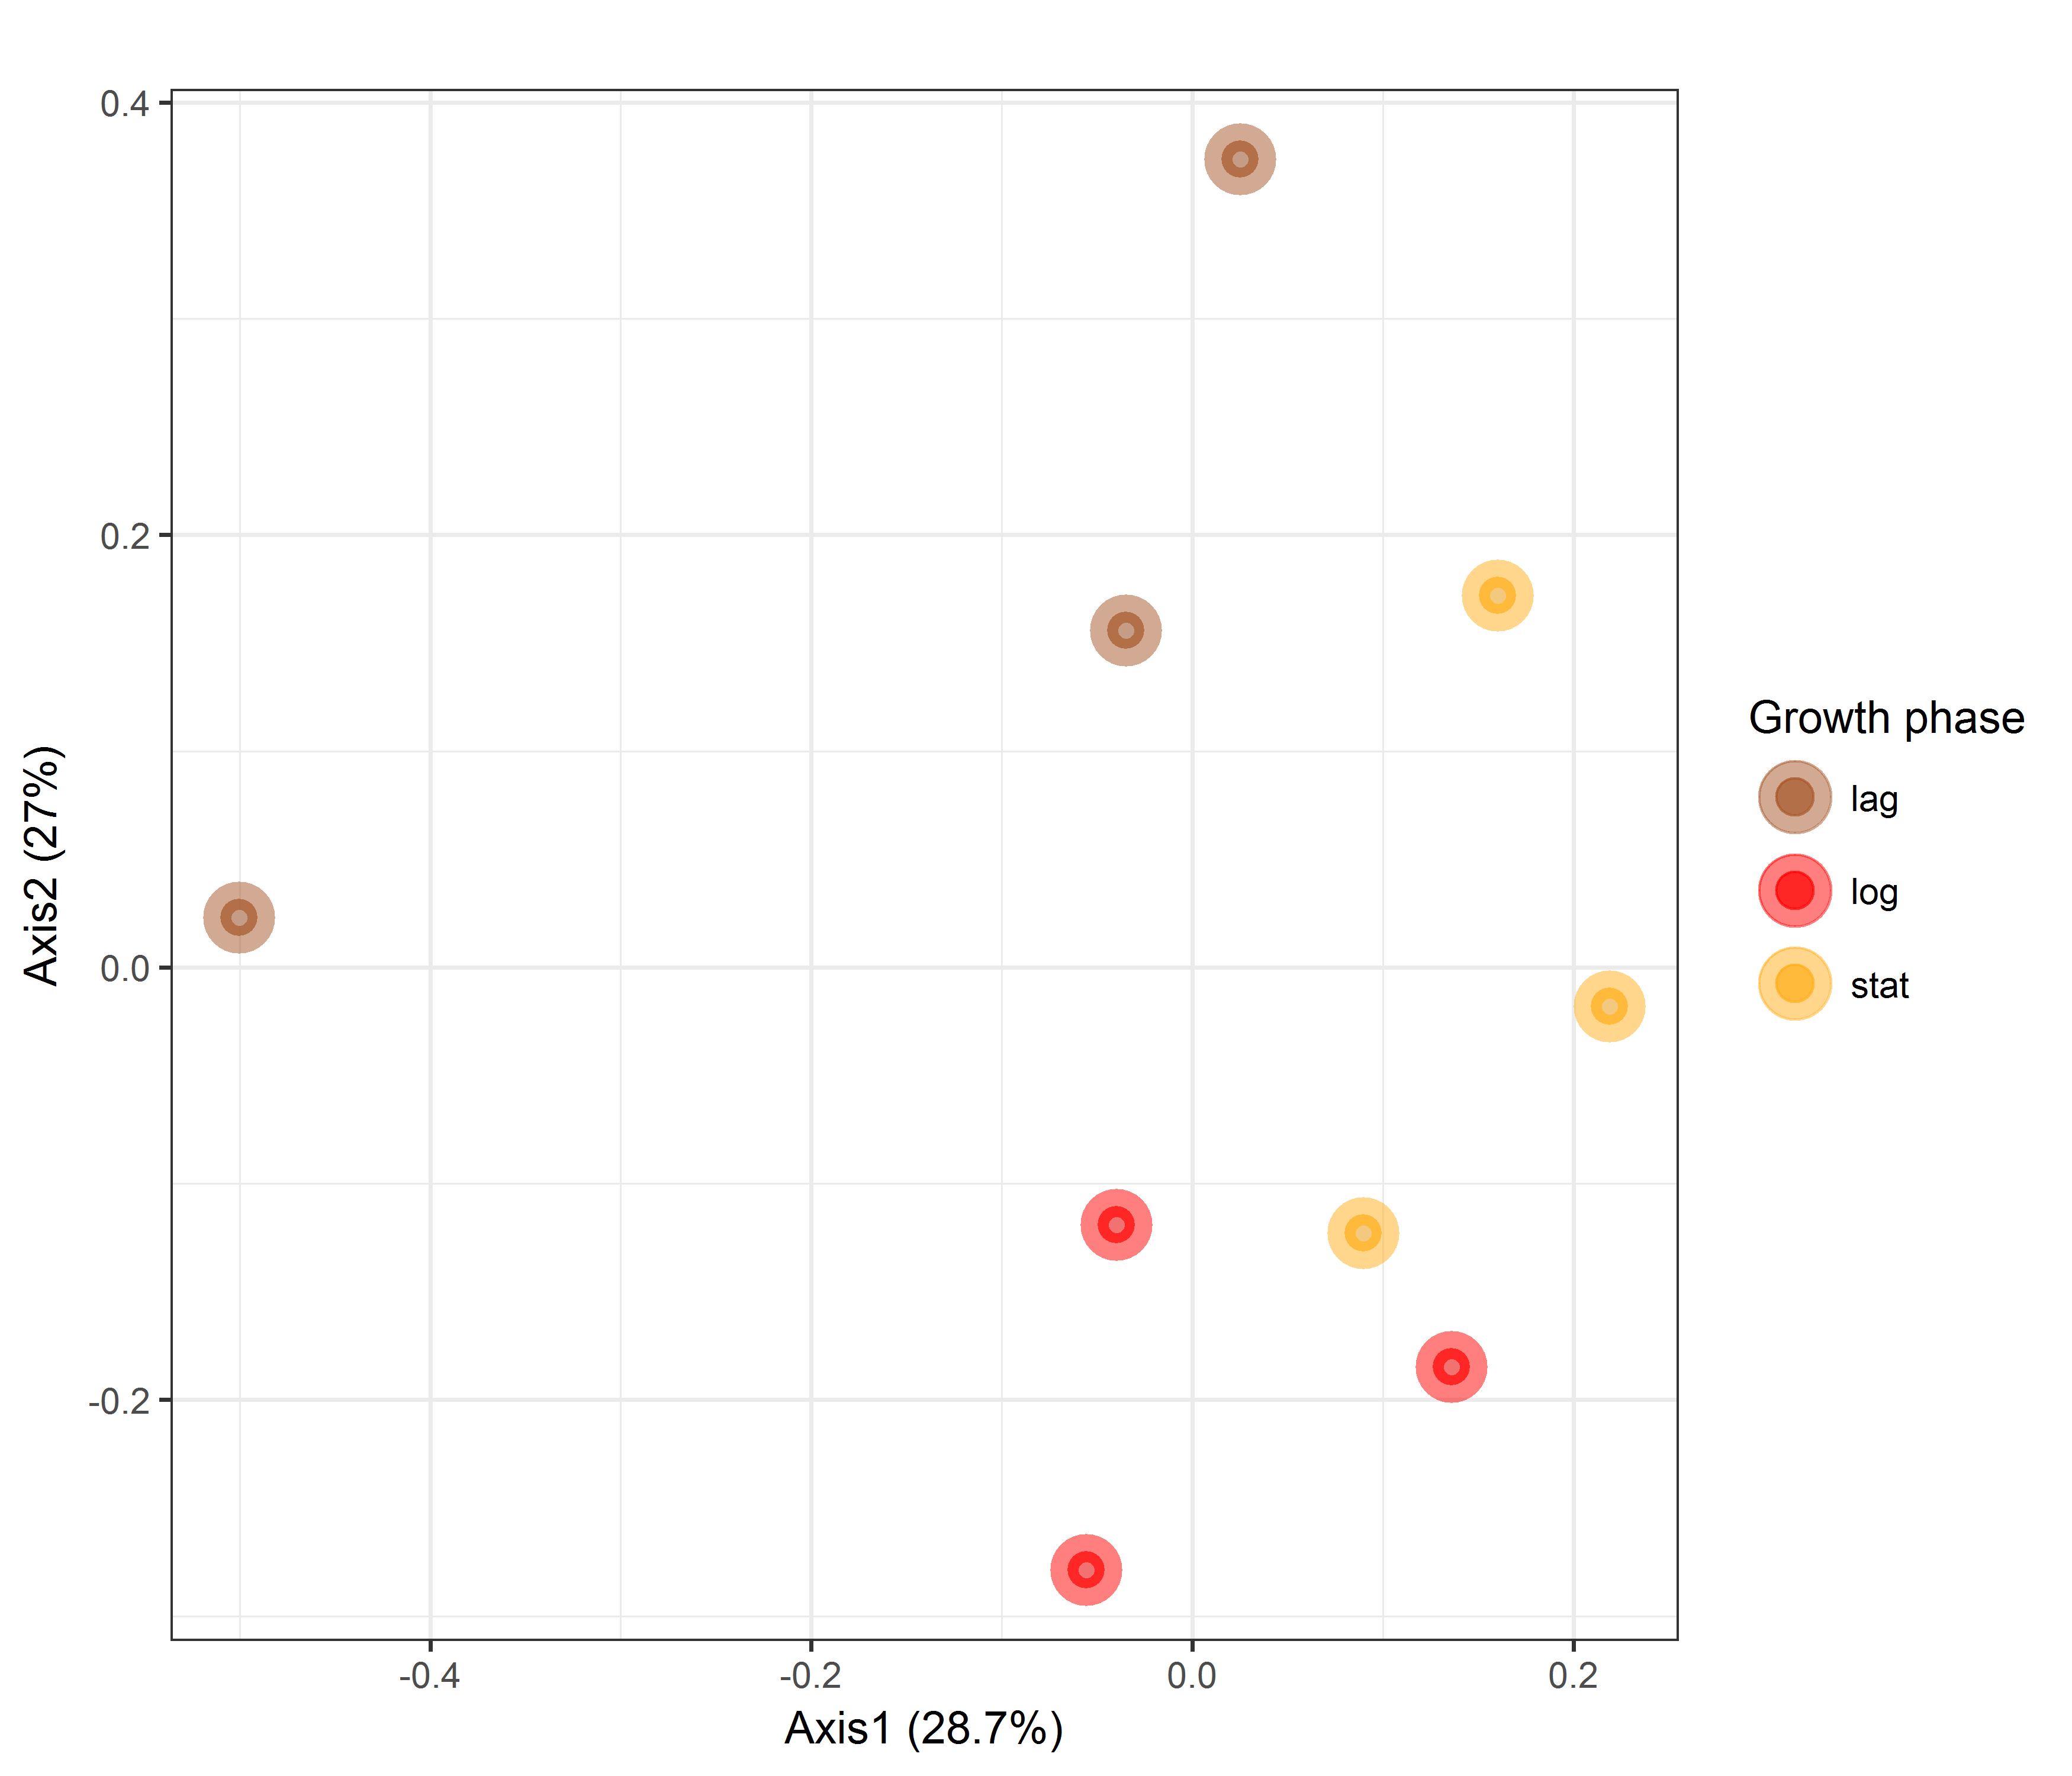 0.4
0.2
0.0
-0.2
Axis2 (27%)
-0.4
-0.2
0.0
0.2
Axis1 (28.7%)
Growth phase
lag
log
stat